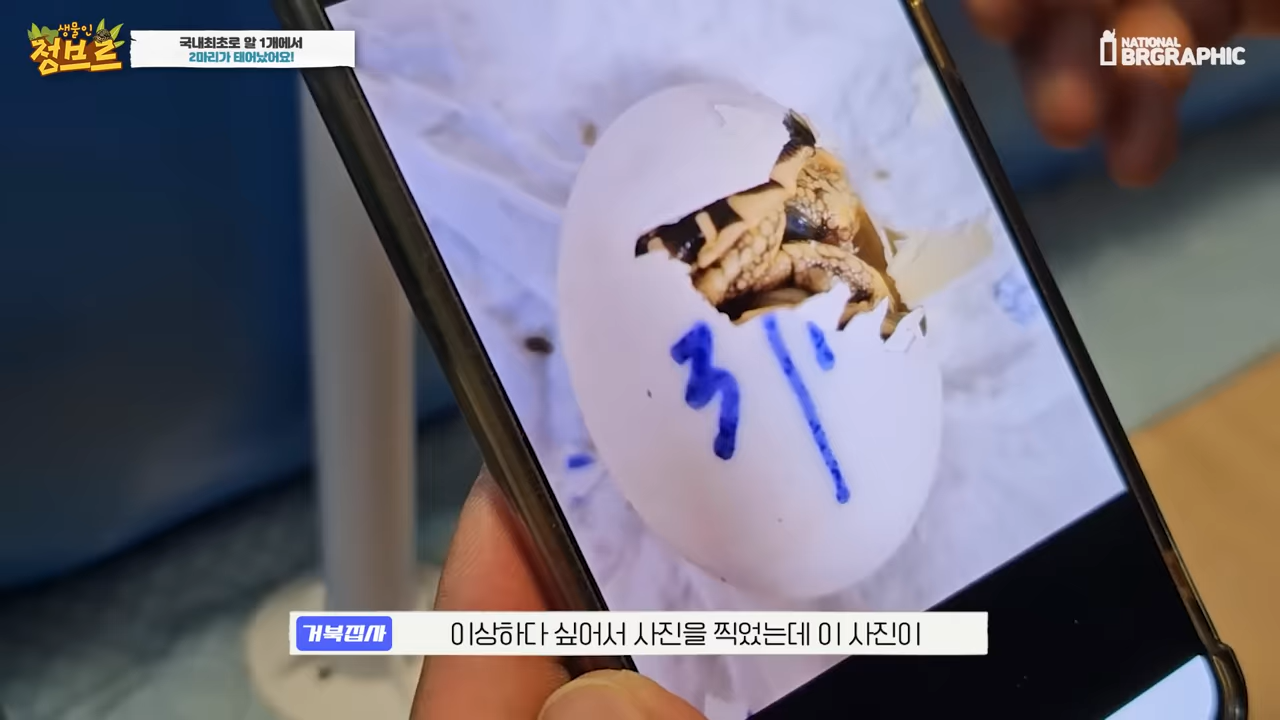 생물인
정브르
국내최초로 알 1개에서
2마리가 태어났어요!
NATIONAL
BRGRAPHIC
거북집사
이상하다 싶어서 사진을 찍었는데 이 사진이